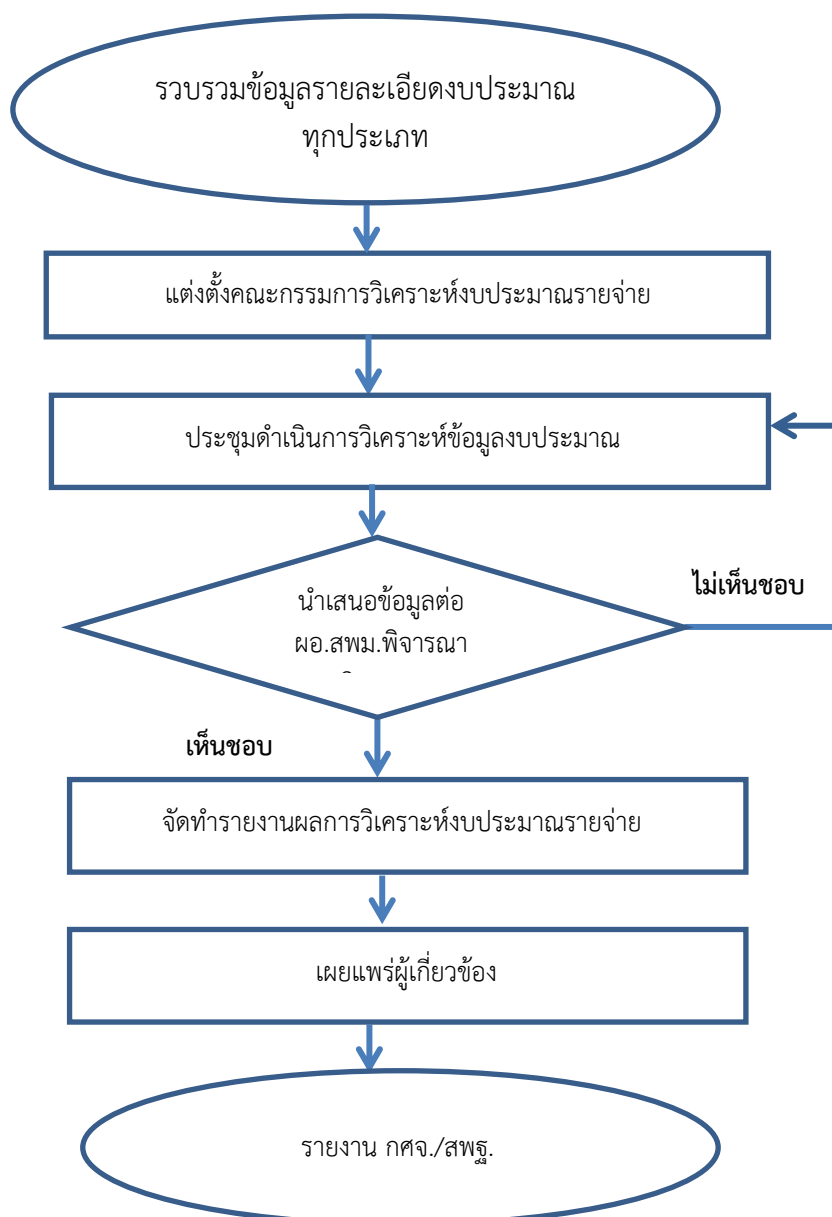 รวบรวมข้อมูลรายละเอียดงบประมาณ
ทุกประเภท
แต่งตั้งคณะกรรมการวิเคราะห์งบประมาณรายจ่าย
ประชุมดำเนินการวิเคราะห์ข้อมูลงบประมาณ
นำเสนอข้อมูลต่อ
ผอ.สพม.พิจารณา
ไม่เห็นชอบ
เห็นชอบ
จัดทำรายงานผลการวิเคราะห์งบประมาณรายจ่าย
เผยแพร่ผู้เกี่ยวข้อง
รายงาน กศจ./สพฐ.